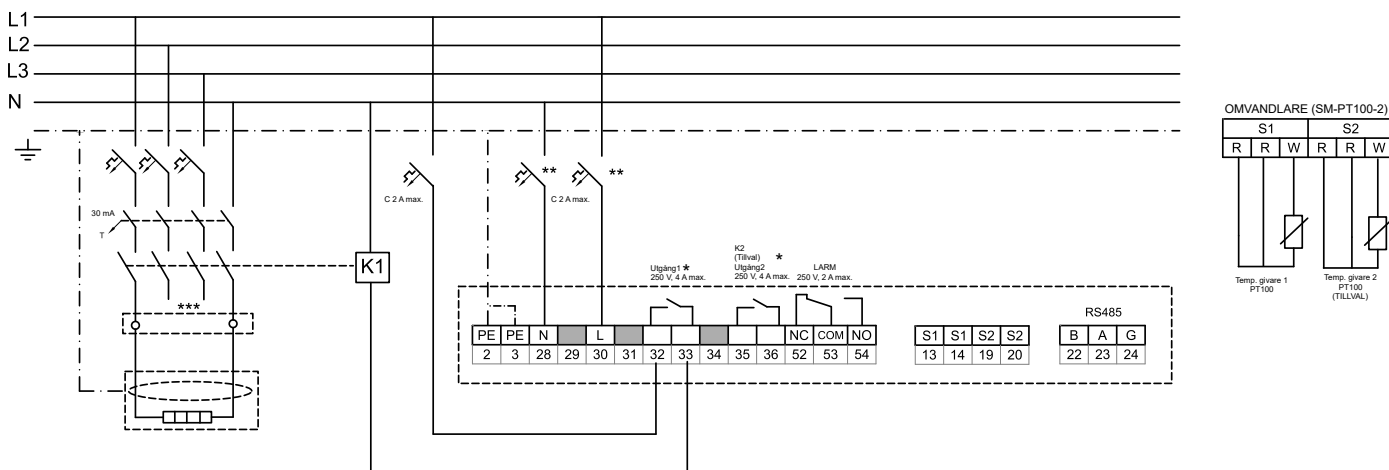 L1
L2
L3
N
30 mA
T
***
K1
C 2 A max.
**
C 2 A max.
**
Utgång1 *
250 V, 4 A max.
K2
(Tillval) *
Utgång2
250 V, 4 A max.
LARM
250 V, 2 A max.
PE PE N L NC COM NO
2 3 28 29 30 31 32 33 34 35 36 52 53 54
S1 S1 S2 S2
13 14 19 20
RS485
B A G
22 23 24
OMVANDLARE (SM-PT100-2)
S1 S2
R R W R R W
Temp. givare 1
PT100
Temp. givare 2
PT100
(TILLVAL)